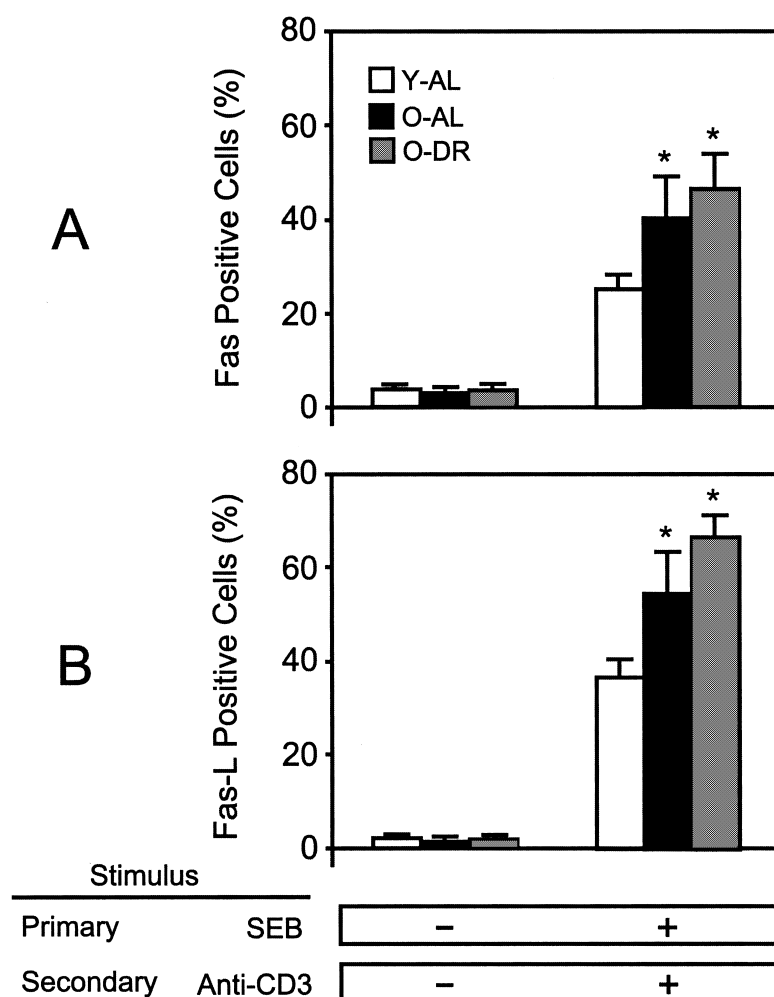 A
Fas Positive Cells (%)
80
60
40
20
0
Y-AL
O-AL
O-DR
*
*
B
Fas-L Positive Cells (%)
80
60
40
20
0
*
*
Stimulus
Primary SEB − +
Secondary Anti-CD3 − +